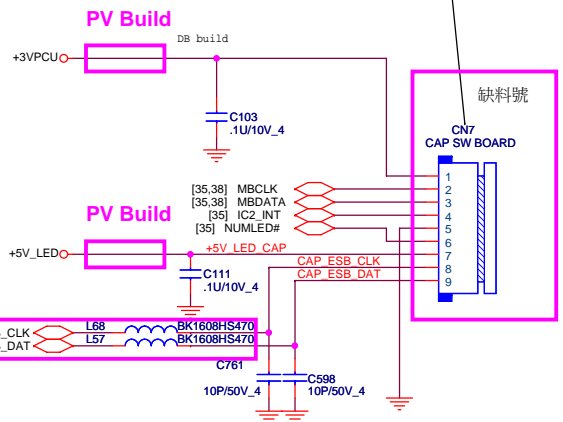 PV Build
DB build
+3VPCU
缺料號
C103
.1U/10V_4
CN7
CAP SW BOARD
1
2
3
4
5
6
7
8
9
[35,38] MBCLK
[35,38] MBDATA
[35] IC2_INT
[35] NUMLED#
PV Build
+5V_LED
+5V_LED_CAP
CAP_ESB_CLK
CAP_ESB_DAT
C111
.1U/10V_4
_CLK L68 BK1608HS470
_DAT L57 BK1608HS470
C761
10P/50V_4
C598
10P/50V_4